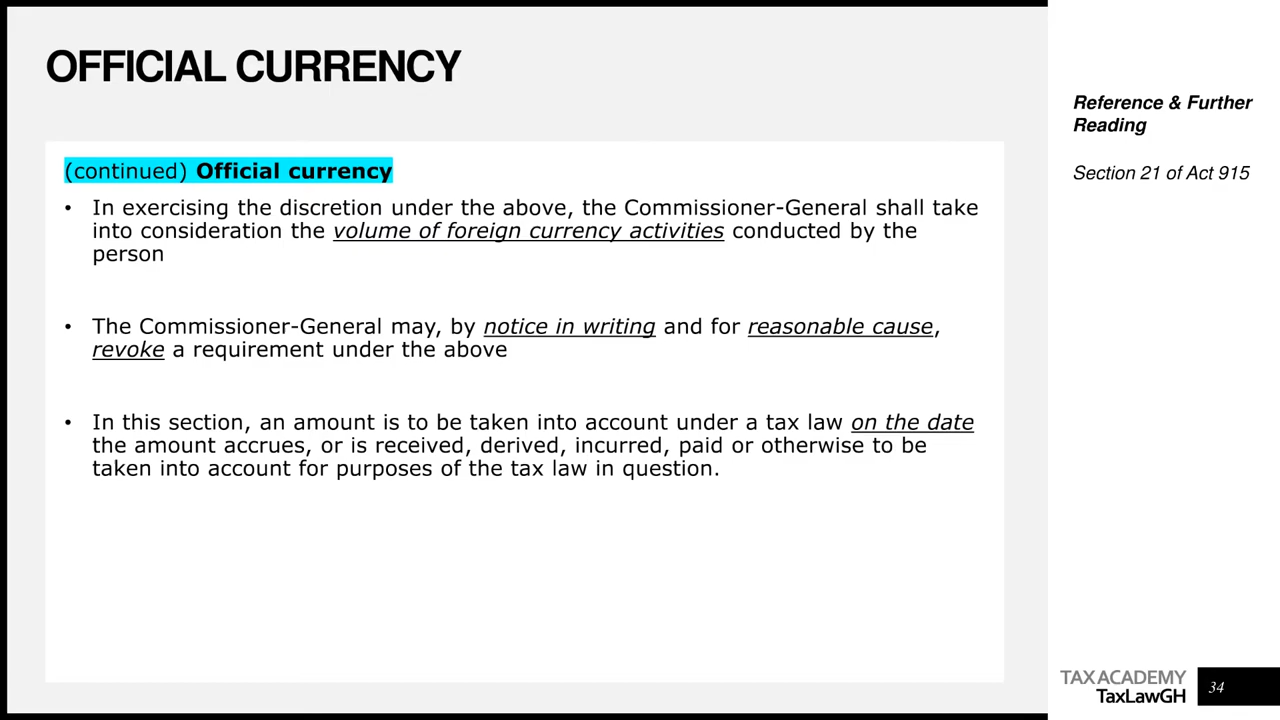 OFFICIAL CURRENCY
(continued) Official currency
• In exercising the discretion under the above, the Commissioner-General shall take
into consideration the volume of foreign currency activities conducted by the
person
• The Commissioner-General may, by notice in writing and for reasonable cause,
revoke a requirement under the above
• In this section, an amount is to be taken into account under a tax law on the date
the amount accrues, or is received, derived, incurred, paid or otherwise to be
taken into account for purposes of the tax law in question.
Reference & Further
Reading
Section 21 of Act 915
TAX ACADEMY
TaxLawGH
34